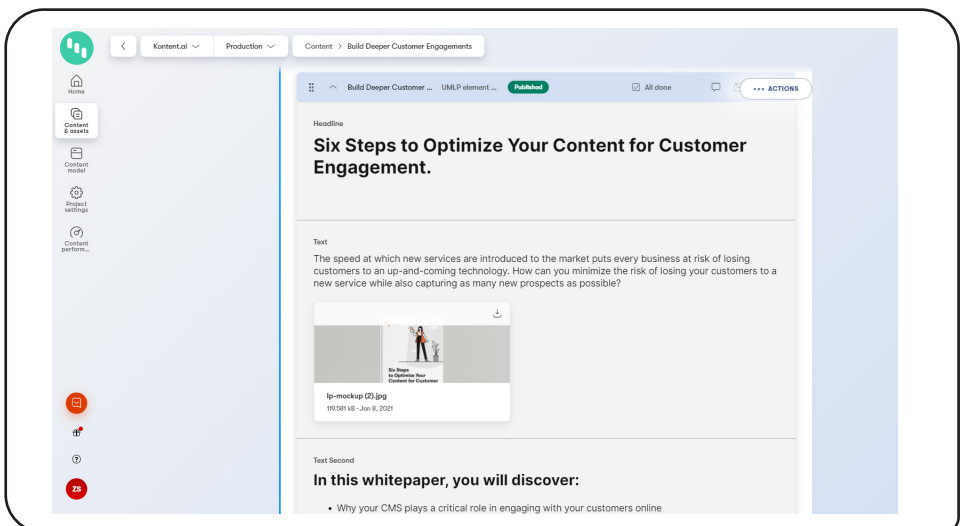 Kontent.ai
Production
Content > Build Deeper Customer Engagements
Home
Content
& assets
Content
model
Project
settings
Content
perform...
ZS
Build Deeper Customer ... UMLP element ... Published All done ••• ACTIONS
Headline
Six Steps to Optimize Your Content for Customer
Engagement.
Text
The speed at which new services are introduced to the market puts every business at risk of losing
customers to an up-and-coming technology. How can you minimize the risk of losing your customers to a
new service while also capturing as many new prospects as possible?
Six Steps
to Optimize Your
Content for Customer
lp-mockup (2).jpg
119.581 kB - Jan 8, 2021
Text Second
In this whitepaper, you will discover:
• Why your CMS plays a critical role in engaging with your customers online